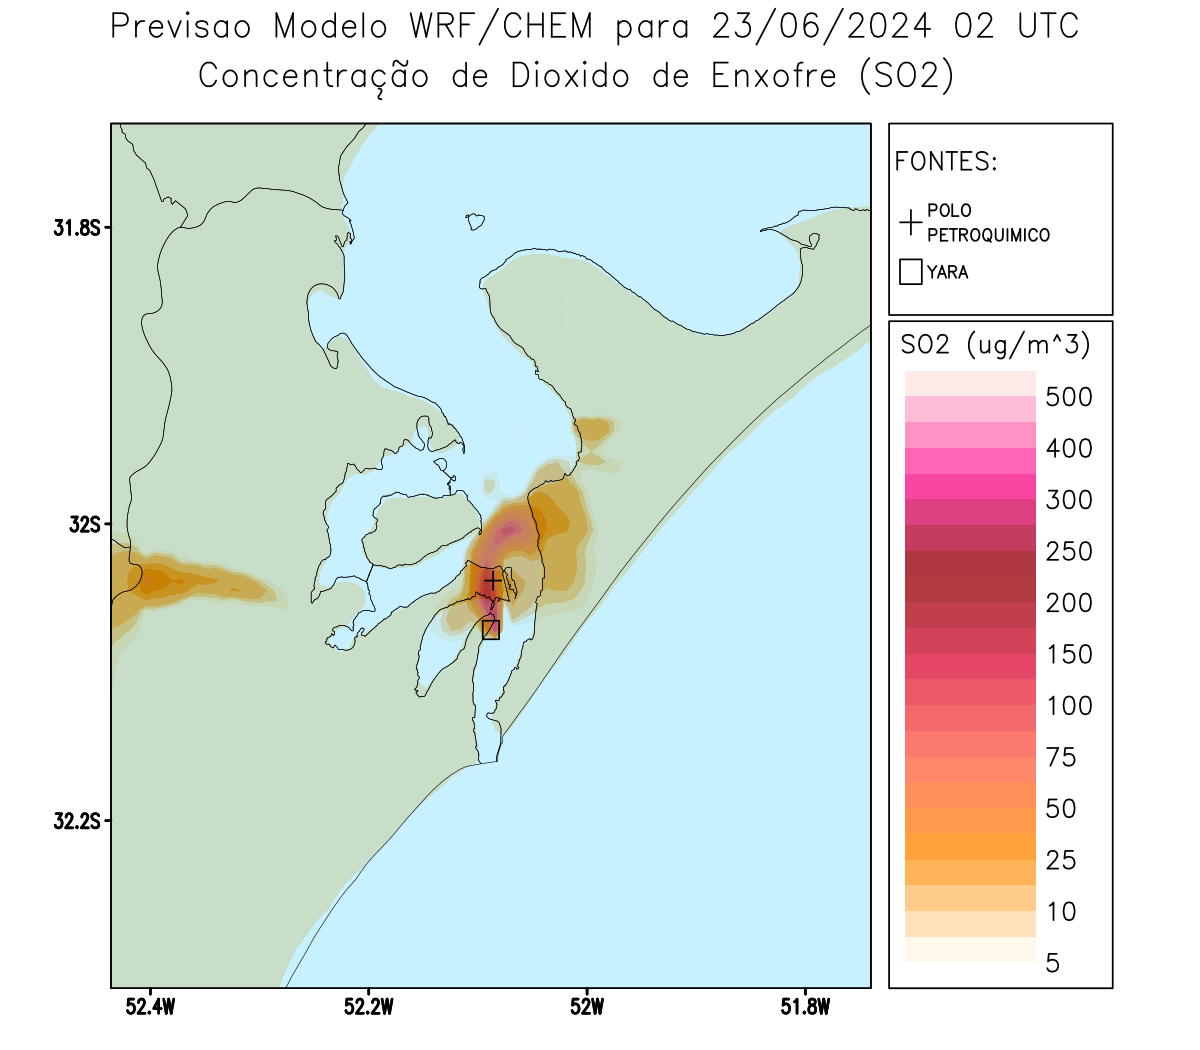 Previsao Modelo WRF/CHEM para 23/06/2024 02 UTC
Concentração de Dioxido de Enxofre (SO2)
FONTES:
POLO
PETROQUIMICO
YARA
SO2 (ug/m^3)
500
400
300
250
200
150
100
75
50
25
10
5
31.8S
32S
32.2S
52.4W
52.2W
52W
51.8W